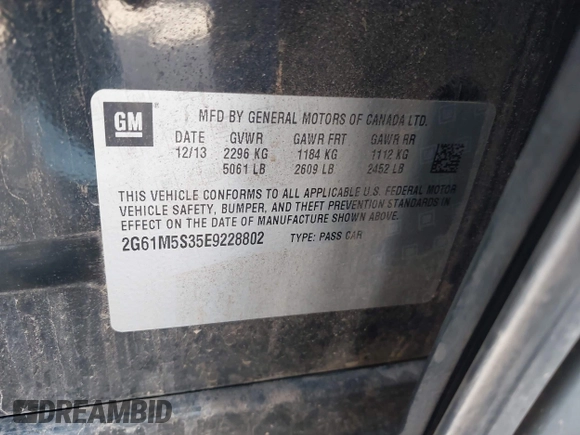 GM
MFD BY GENERAL MOTORS OF CANADA LTD.
DATE GVWR GAWR FRT GAWR RR
12/13 2296 KG 1184 KG 1112 KG
5061 LB 2609 LB 2452 LB
THIS VEHICLE CONFORMS TO ALL APPLICABLE U.S. FEDERAL MOTOR
VEHICLE SAFETY, BUMPER, AND THEFT PREVENTION STANDARDS IN
EFFECT ON THE DATE OF MANUFACTURE SHOWN ABOVE.
2G61M5S35E9228802 TYPE: PASS CAR
DREAMBID